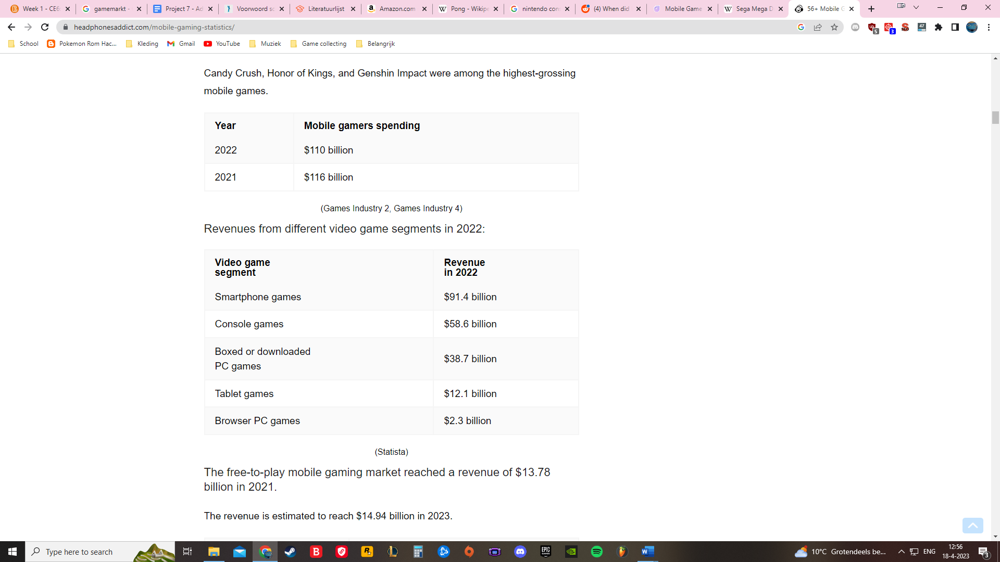 Week 1 - CE6:
gamemarkt -
Project 7 - Ad
Voorwoord sc
Literatuurlijst
Amazon.com
Pong - Wikipe
nintendo con
(4) When did
Mobile Game
Sega Mega D
56+ Mobile G
headphonesaddict.com/mobile-gaming-statistics/
School
Pokemon Rom Hac...
Kleding
Gmail
YouTube
Muziek
Game collecting
Belangrijk
Candy Crush, Honor of Kings, and Genshin Impact were among the highest-grossing
mobile games.
Year Mobile gamers spending
2022 $110 billion
2021 $116 billion
(Games Industry 2, Games Industry 4)
Revenues from different video game segments in 2022:
Video game
segment
Revenue
in 2022
Smartphone games $91.4 billion
Console games $58.6 billion
Boxed or downloaded
PC games
$38.7 billion
Tablet games $12.1 billion
Browser PC games $2.3 billion
(Statista)
The free-to-play mobile gaming market reached a revenue of $13.78
billion in 2021.
The revenue is estimated to reach $14.94 billion in 2023.
Type here to search
10°C Grotendeels be...
ENG
12:56
18-4-2023
3